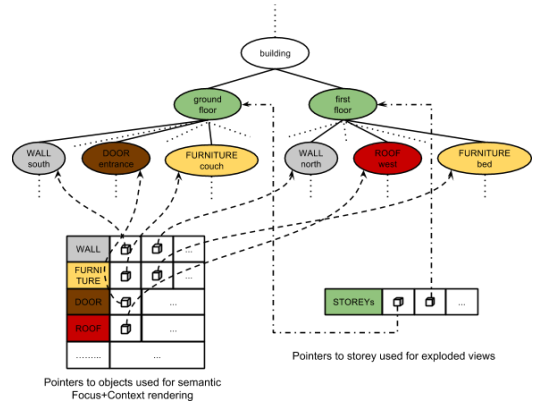 building
ground
floor
first
floor
WALL
south
DOOR
entrance
FURNITURE
couch
WALL
north
ROOF
west
FURNITURE
bed
WALL
...
FURNI
TURE
...
DOOR
...
ROOF
...
.........
...
STOREYs
...
Pointers to objects used for semantic
Focus+Context rendering
Pointers to storey used for exploded views